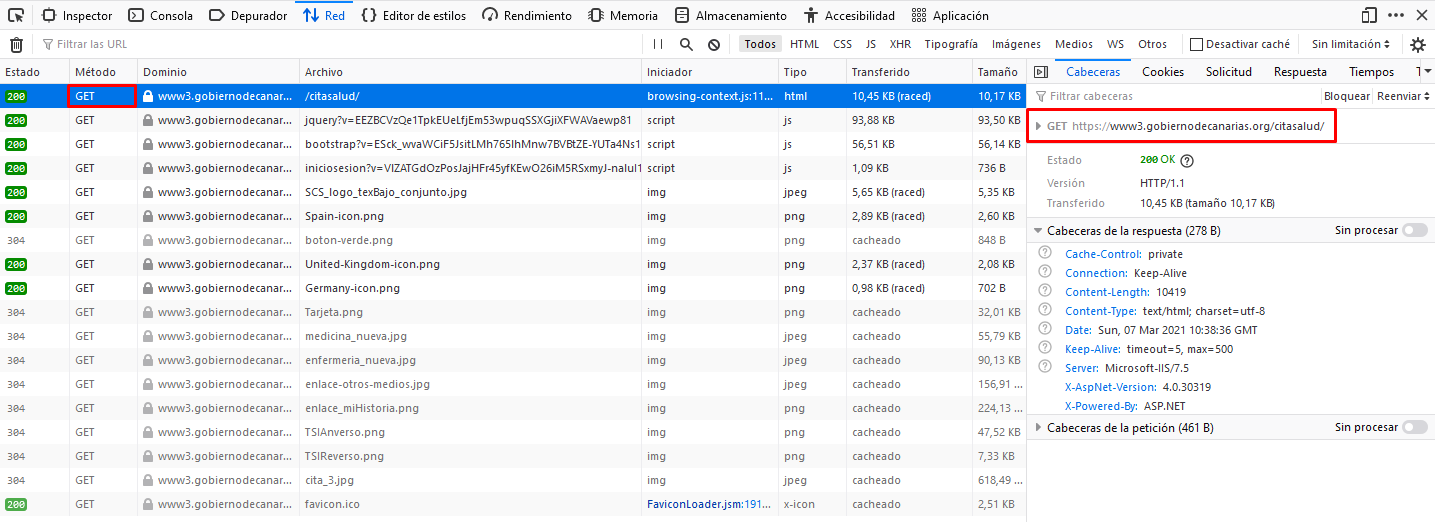 Inspector Consola Depurador Red Editor de estilos Rendimiento Memoria Almacenamiento Accesibilidad Aplicación
Filtrar las URL Todos HTML CSS JS XHR Tipografía Imágenes Medios WS Otros Desactivar caché Sin limitación
Estado Método Dominio Archivo Iniciador Tipo Transferido Tamaño
200 GET www3.gobiernodecanar... /citasalud/ browsing-context.js:11... html 10,45 KB (raced) 10,17 KB
200 GET www3.gobiernodecanar... jquery?v=EEZBCVzQe1TpkEUeLfjEm53wpuqSSXGjiXFWAVaewp81 script js 93,88 KB 93,50 KB
200 GET www3.gobiernodecanar... bootstrap?v=ESck_wvaWCiF5JsitLMh765IhMnw7BVBtZE-YUTa4Ns1 script js 56,51 KB 56,14 KB
200 GET www3.gobiernodecanar... iniciosesion?v=VIZATGdOzPosJajHFr45yfKEwO26iM5RSxmyJ-naluI1 script js 1,09 KB 736 B
200 GET www3.gobiernodecanar... SCS_logo_texBajo_conjunto.jpg img jpeg 5,65 KB (raced) 5,35 KB
200 GET www3.gobiernodecanar... Spain-icon.png img png 2,89 KB (raced) 2,60 KB
304 GET www3.gobiernodecanar... boton-verde.png img png cacheado 848 B
200 GET www3.gobiernodecanar... United-Kingdom-icon.png img png 2,37 KB (raced) 2,08 KB
200 GET www3.gobiernodecanar... Germany-icon.png img png 0,98 KB (raced) 702 B
304 GET www3.gobiernodecanar... Tarjeta.png img png cacheado 32,01 KB
304 GET www3.gobiernodecanar... medicina_nueva.jpg img jpeg cacheado 55,79 KB
304 GET www3.gobiernodecanar... enfermeria_nueva.jpg img jpeg cacheado 90,13 KB
304 GET www3.gobiernodecanar... enlace-otros-medios.jpg img jpeg cacheado 156,91 ...
304 GET www3.gobiernodecanar... enlace_miHistoria.png img png cacheado 224,13 ...
304 GET www3.gobiernodecanar... TSIAnverso.png img png cacheado 47,52 KB
304 GET www3.gobiernodecanar... TSIReverso.png img png cacheado 7,33 KB
304 GET www3.gobiernodecanar... cita_3.jpg img jpeg cacheado 618,49 ...
200 GET www3.gobiernodecanar... favicon.ico FaviconLoader.jsm:191... x-icon cacheado 2,51 KB
Cabeceras Cookies Solicitud Respuesta Tiempos T
Filtrar cabeceras Bloquear Reenviar
GET https://www3.gobiernodecanarias.org/citasalud/
Estado 200 OK
Versión HTTP/1.1
Transferido 10,45 KB (tamaño 10,17 KB)
Cabeceras de la respuesta (278 B) Sin procesar
Cache-Control: private
Connection: Keep-Alive
Content-Length: 10419
Content-Type: text/html; charset=utf-8
Date: Sun, 07 Mar 2021 10:38:36 GMT
Keep-Alive: timeout=5, max=500
Server: Microsoft-IIS/7.5
X-AspNet-Version: 4.0.30319
X-Powered-By: ASP.NET
Cabeceras de la petición (461 B) Sin procesar